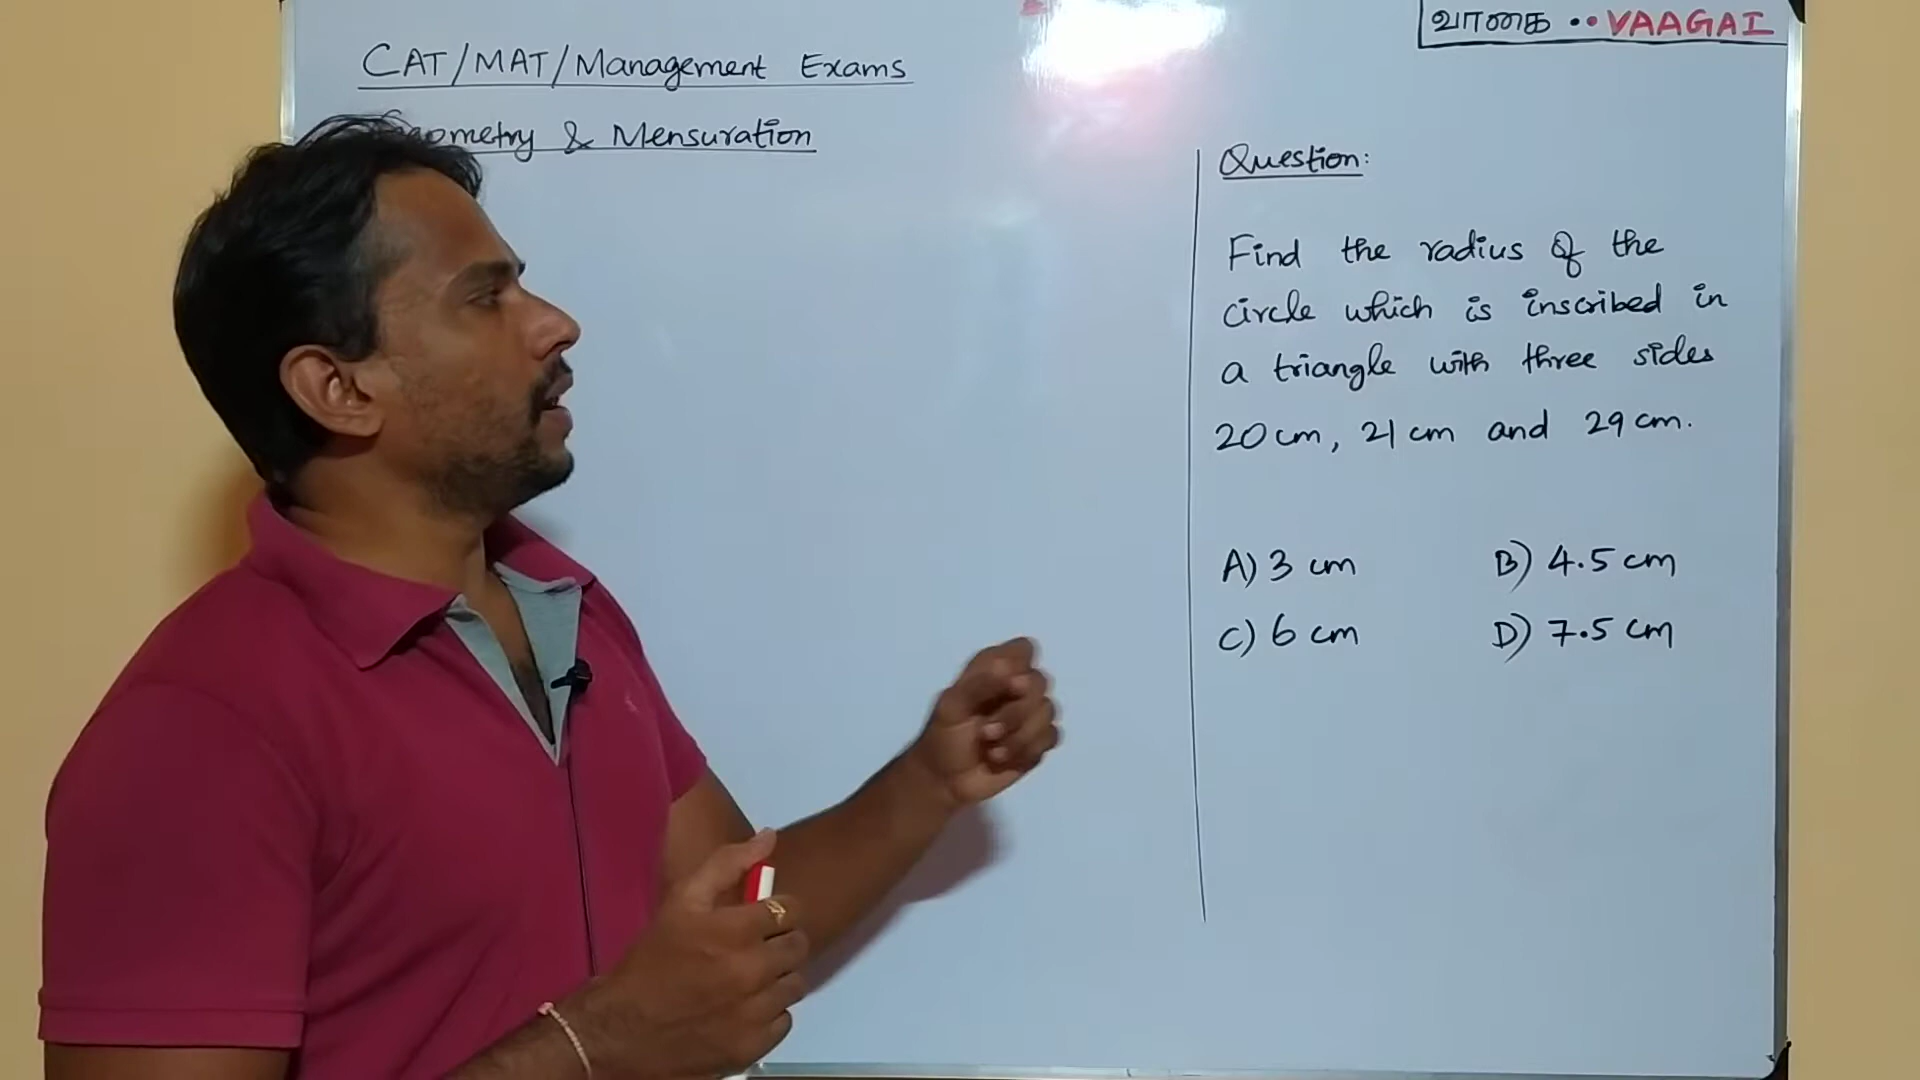 CAT/MAT/Management Exams
Geometry & Mensuration
வாகை ..VAAGAI
Question:
Find the radius of the
circle which is inscribed in
a triangle with three sides
20 cm, 21 cm and 29 cm.
A) 3 cm B) 4.5 cm
C) 6 cm D) 7.5 cm